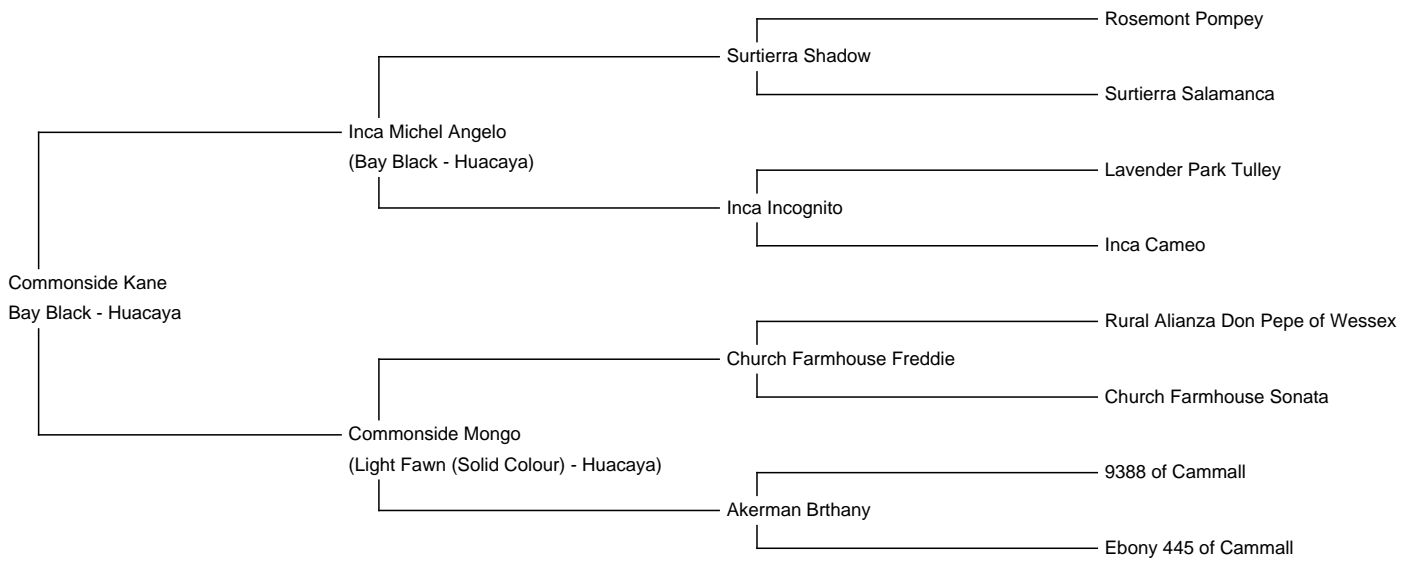 Rosemont Pompey
Surtierra Shadow
Surtierra Salamanca
Inca Michel Angelo
(Bay Black - Huacaya)
Lavender Park Tulley
Inca Incognito
Inca Cameo
Commonside Kane
Bay Black - Huacaya
Rural Alianza Don Pepe of Wessex
Church Farmhouse Freddie
Church Farmhouse Sonata
Commonside Mongo
(Light Fawn (Solid Colour) - Huacaya)
9388 of Cammall
Akerman Brthany
Ebony 445 of Cammall